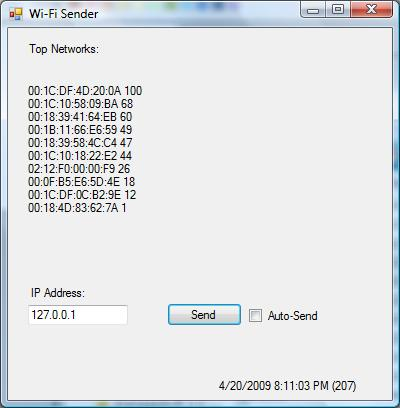 Wi-Fi Sender
Top Networks:
00:1C:DF:4D:20:0A 100
00:1C:10:58:09:BA 68
00:18:39:41:64:EB 60
00:1B:11:66:E6:59 49
00:18:39:58:4C:C4 47
00:1C:10:18:22:E2 44
02:12:F0:00:00:F9 26
00:0F:B5:E6:5D:4E 18
00:1C:DF:0C:B2:9E 12
00:18:4D:83:62:7A 1
IP Address:
127.0.0.1
Send
Auto-Send
4/20/2009 8:11:03 PM (207)